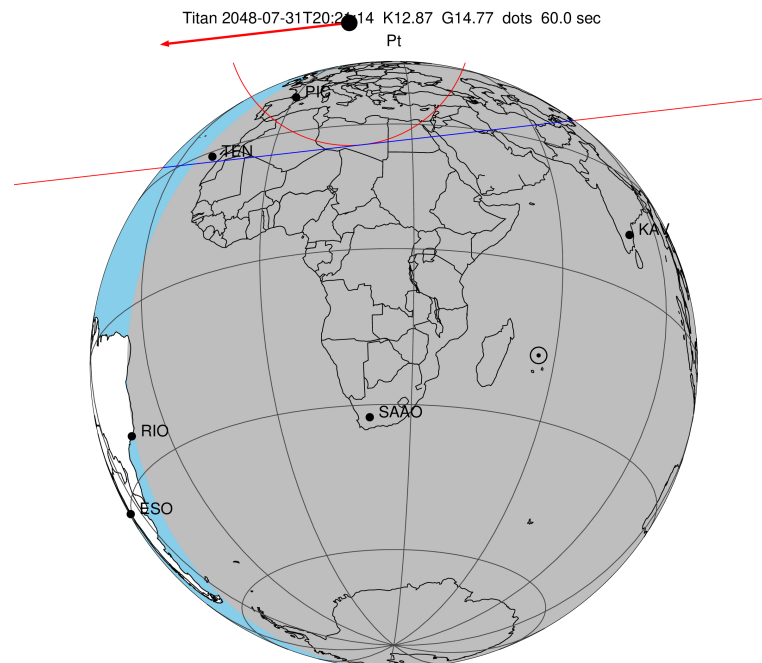 Titan 2048-07-31T20:21:14 K12.87 G14.77 dots 60.0 sec
Pt
PIC
TEN
KAV
SAAO
RIO
ESO